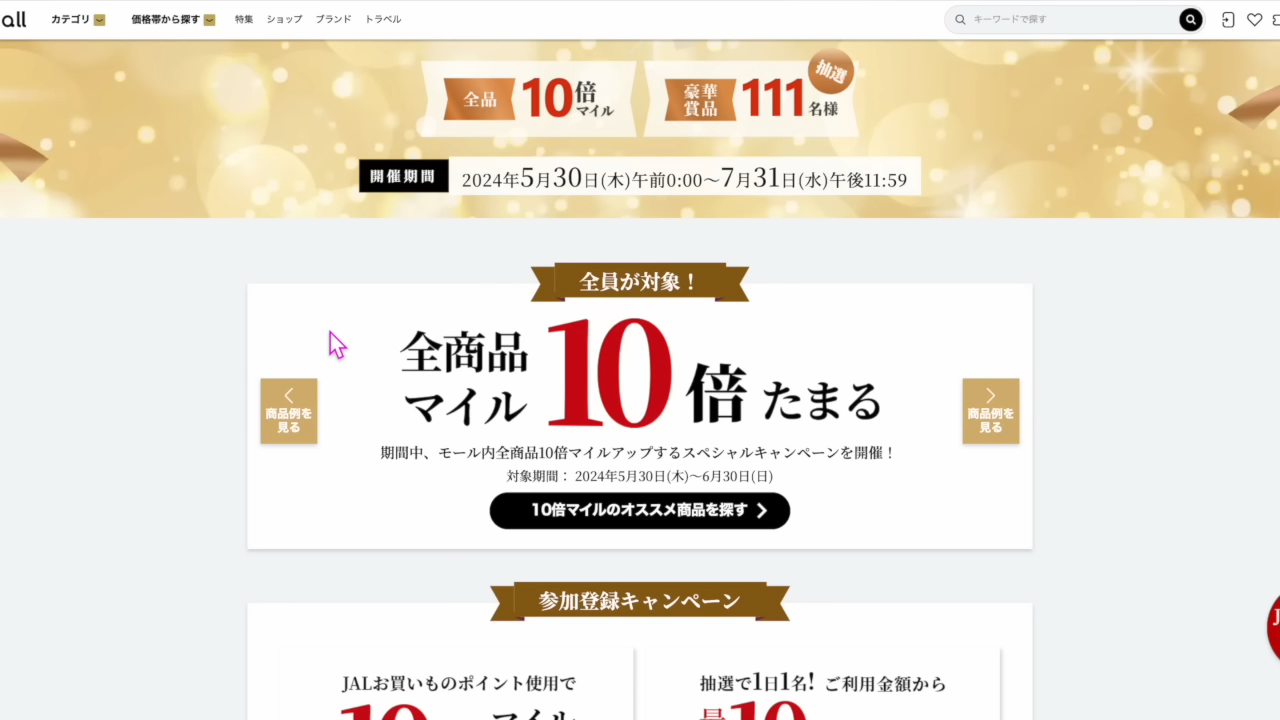 all カテゴリ 価格帯から探す 特集 ショップ ブランド トラベル キーワードで探す
全品 10倍マイル
豪華賞品 111名様 抽選
開催期間 2024年5月30日(木)午前0:00～7月31日(水)午後11:59
全員が対象！
全商品
マイル 10倍たまる
商品例を
見る
商品例を
見る
期間中、モール内全商品10倍マイルアップするスペシャルキャンペーンを開催！
対象期間： 2024年5月30日(木)～6月30日(日)
10倍マイルのオススメ商品を探す
参加登録キャンペーン
JALお買いものポイント使用で
抽選で1日1名! ご利用金額から